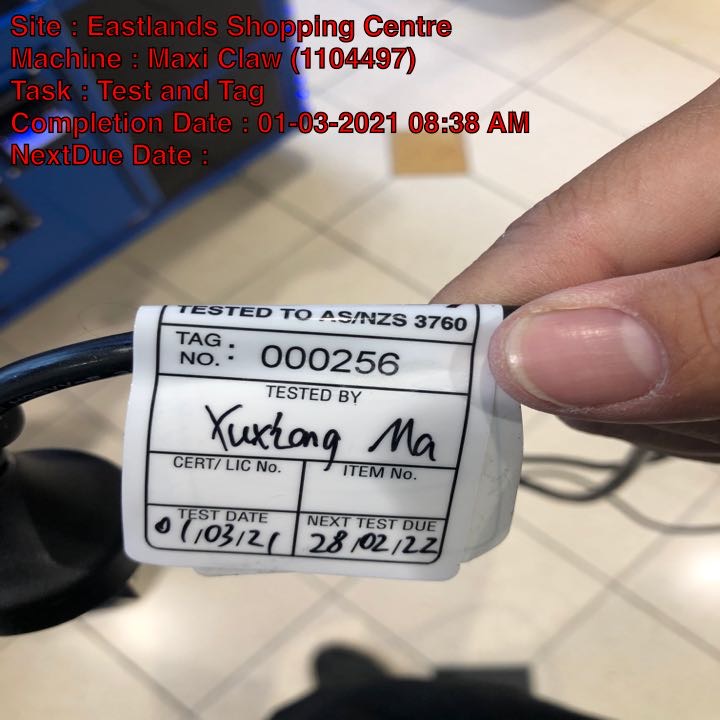 Site : Eastlands Shopping Centre
Machine : Maxi Claw (1104497)
Task : Test and Tag
Completion Date : 01-03-2021 08:38 AM
NextDue Date :
TESTED TO AS/NZS 3760
TAG NO. : 000256
TESTED BY
Yuxhong Ma
CERT/ LIC No. ITEM No.
TEST DATE NEXT TEST DUE
01/03/21 28/02/22